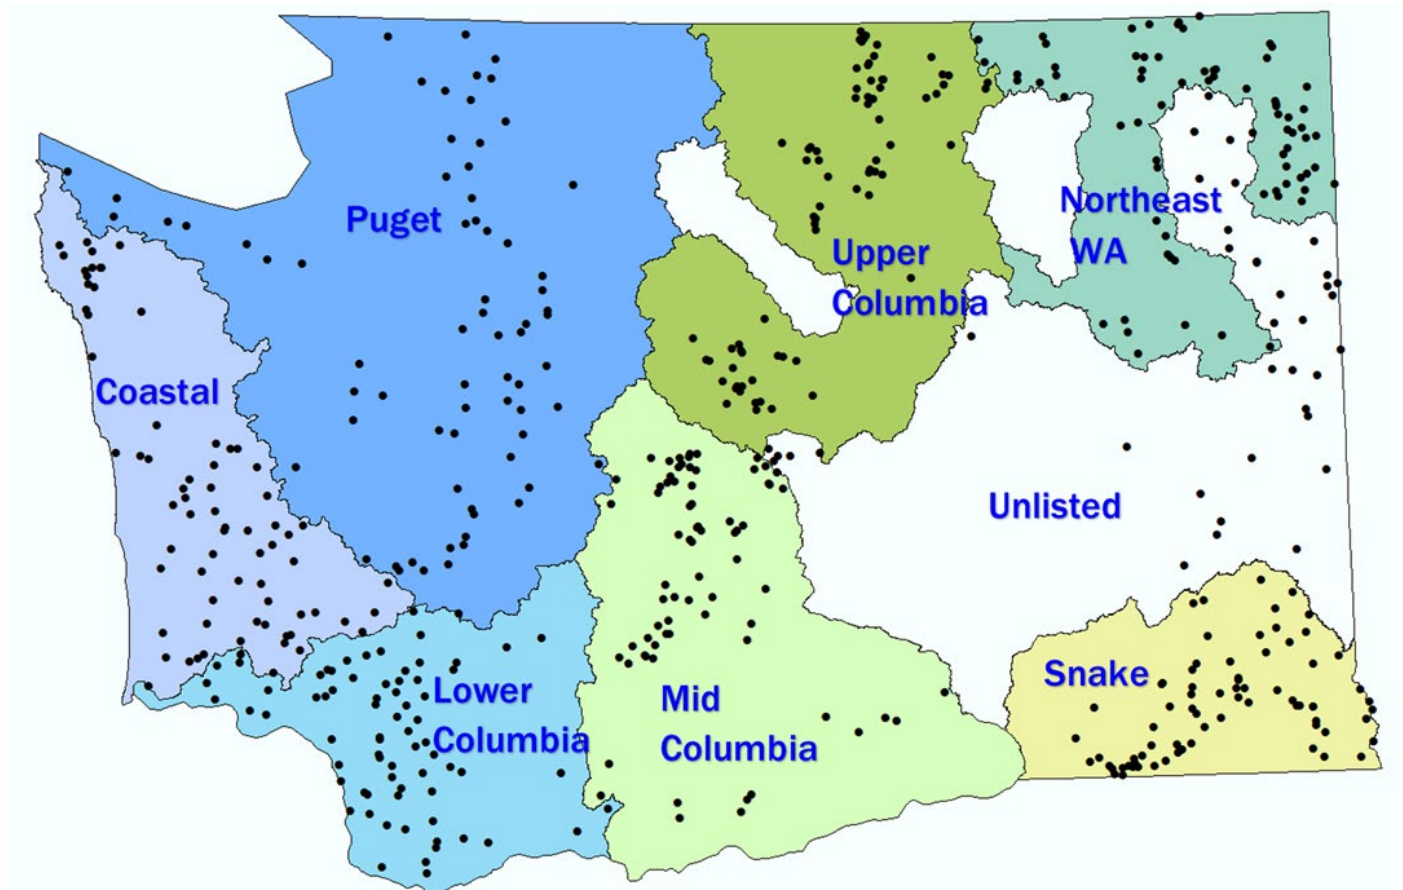 Puget
Northeast
WA
Upper
Columbia
Coastal
Unlisted
Snake
Lower
Columbia
Mid
Columbia